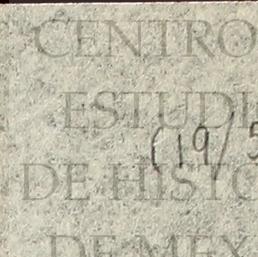 CENTRO
ESTUDI
(19/5
DE HISTO
DE MEX